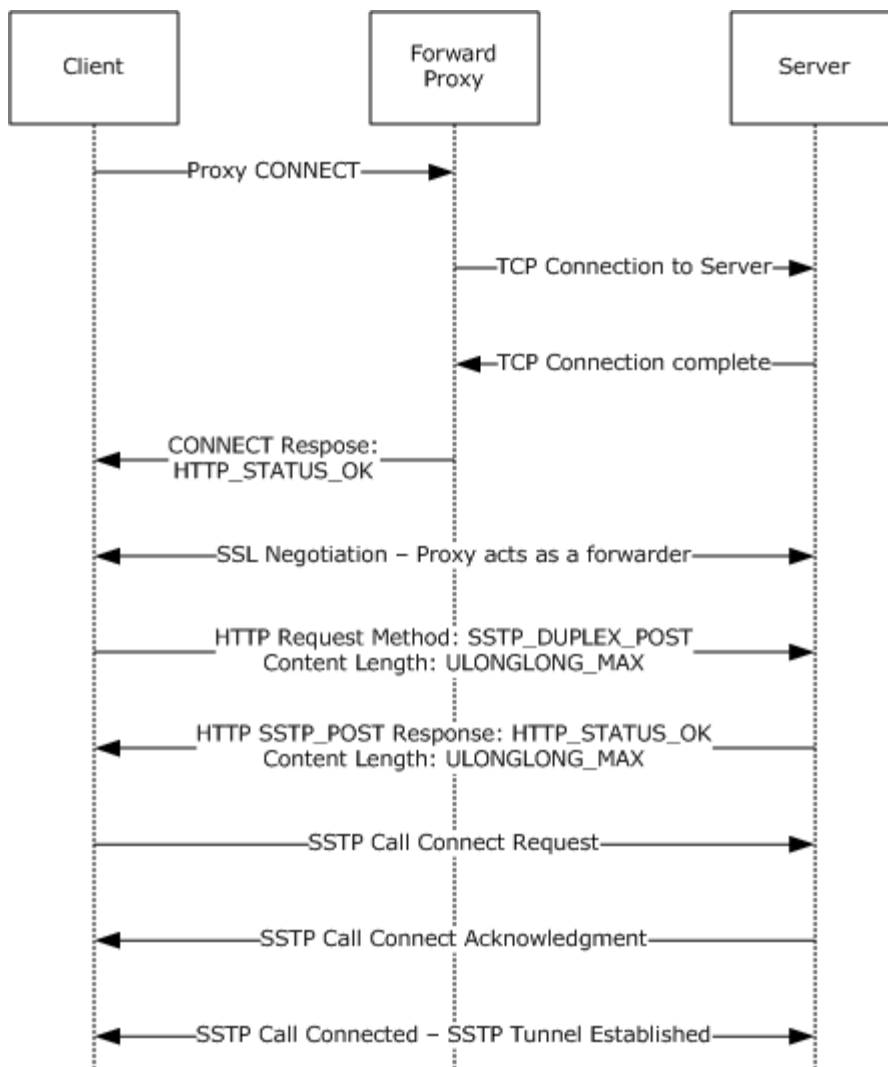 Client
Forward
Proxy
Server
Proxy CONNECT
TCP Connection to Server
TCP Connection complete
CONNECT Respose:
HTTP_STATUS_OK
SSL Negotiation – Proxy acts as a forwarder
HTTP Request Method: SSTP_DUPLEX_POST
Content Length: ULONGLONG_MAX
HTTP SSTP_POST Response: HTTP_STATUS_OK
Content Length: ULONGLONG_MAX
SSTP Call Connect Request
SSTP Call Connect Acknowledgment
SSTP Call Connected – SSTP Tunnel Established